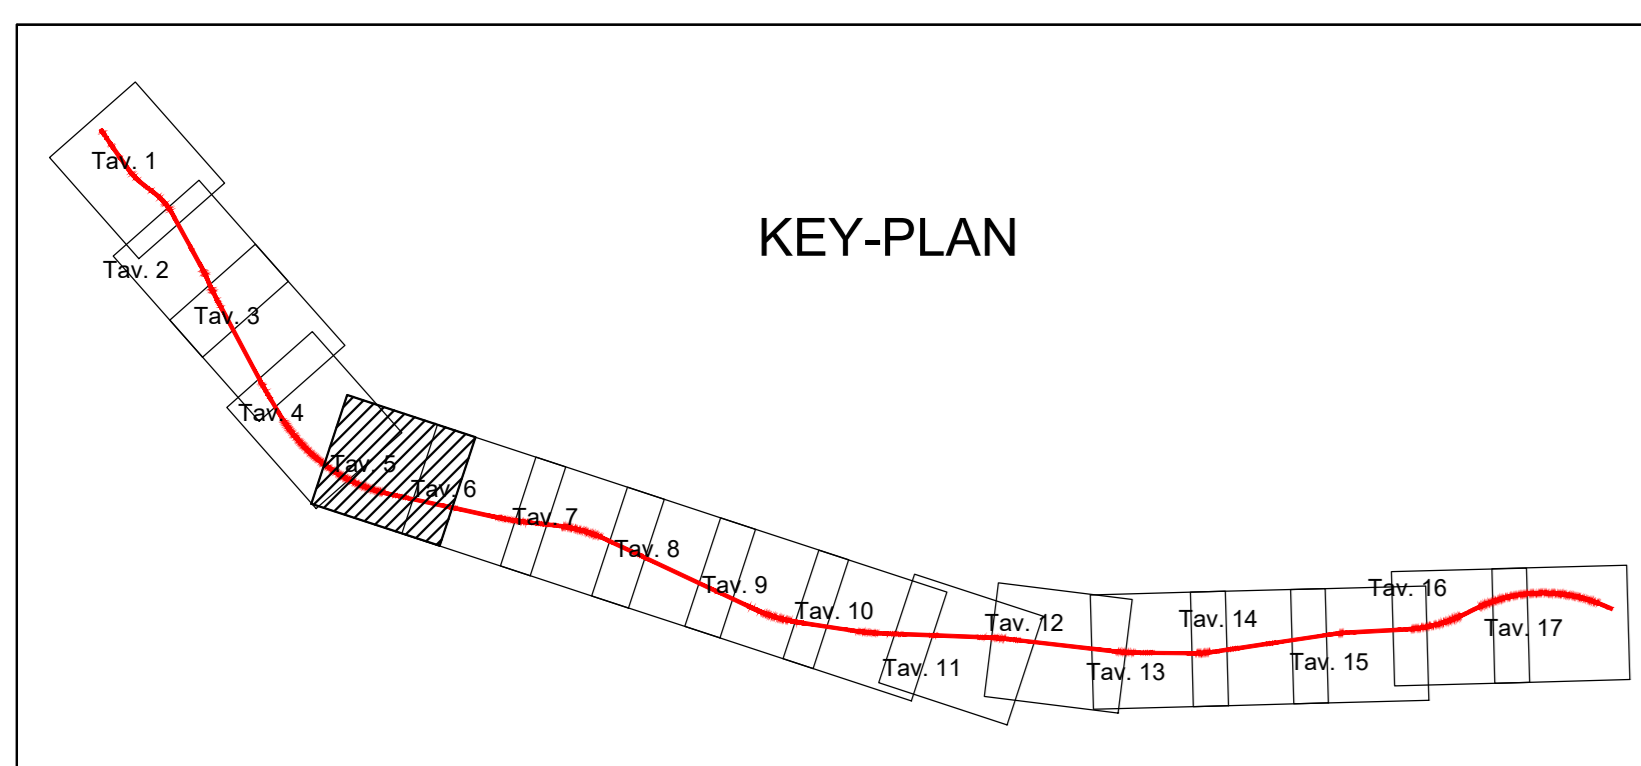 KEY-PLAN
Tav. 1
Tav. 2
Tav. 3
Tav. 4
Tav. 5
Tav. 6
Tav. 7
Tav. 8
Tav. 9
Tav. 10
Tav. 11
Tav. 12
Tav. 13
Tav. 14
Tav. 15
Tav. 16
Tav. 17